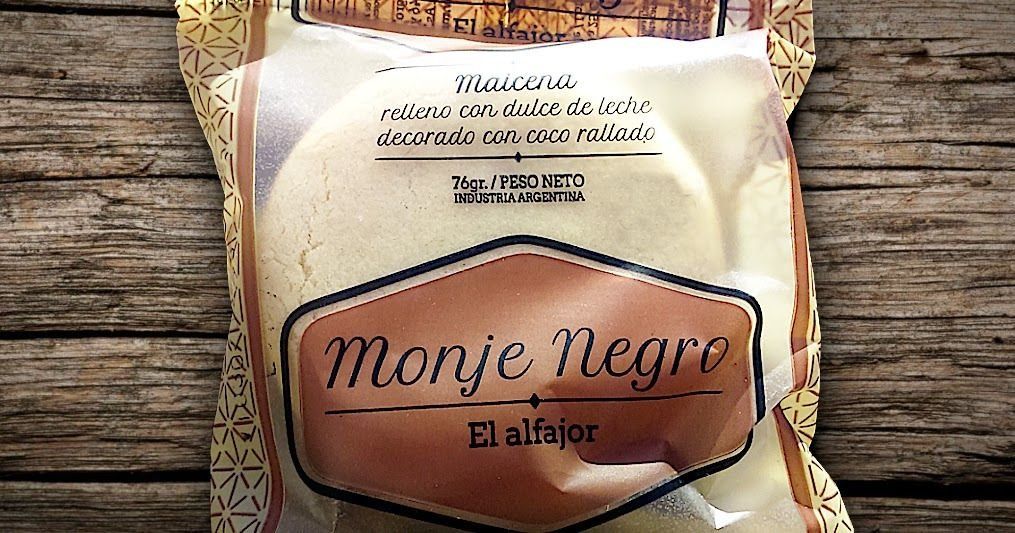 El alfajor
Maicena
relleno con dulce de leche
decorado con coco rallado
76gr. / PESO NETO
INDUSTRIA ARGENTINA
Monje Negro
El alfajor